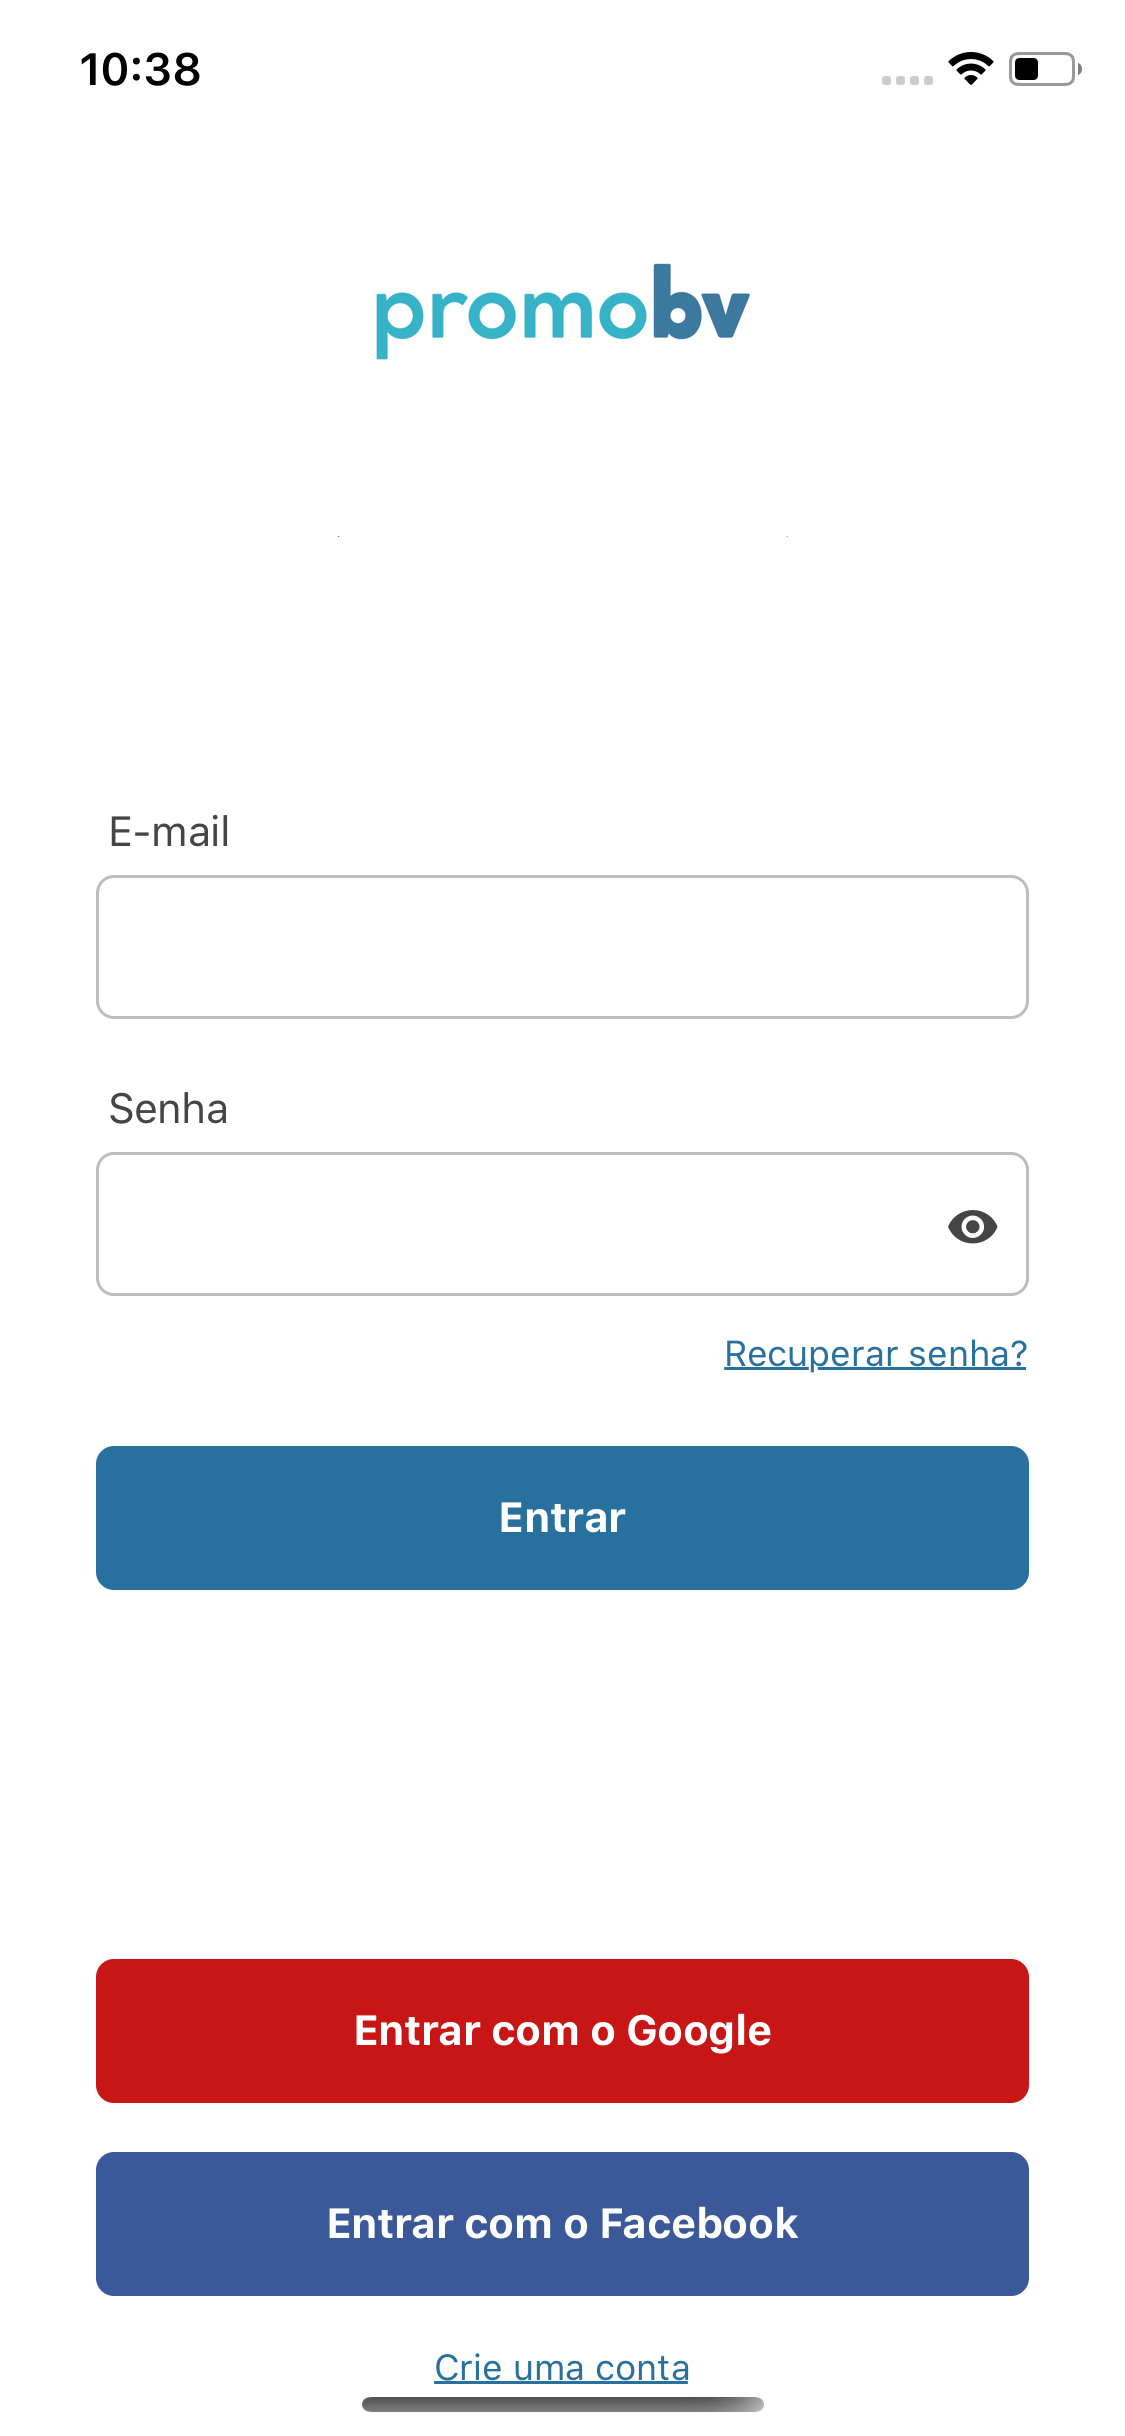 10:38
promobv
E-mail
Senha
Recuperar senha?
Entrar
Entrar com o Google
Entrar com o Facebook
Crie uma conta